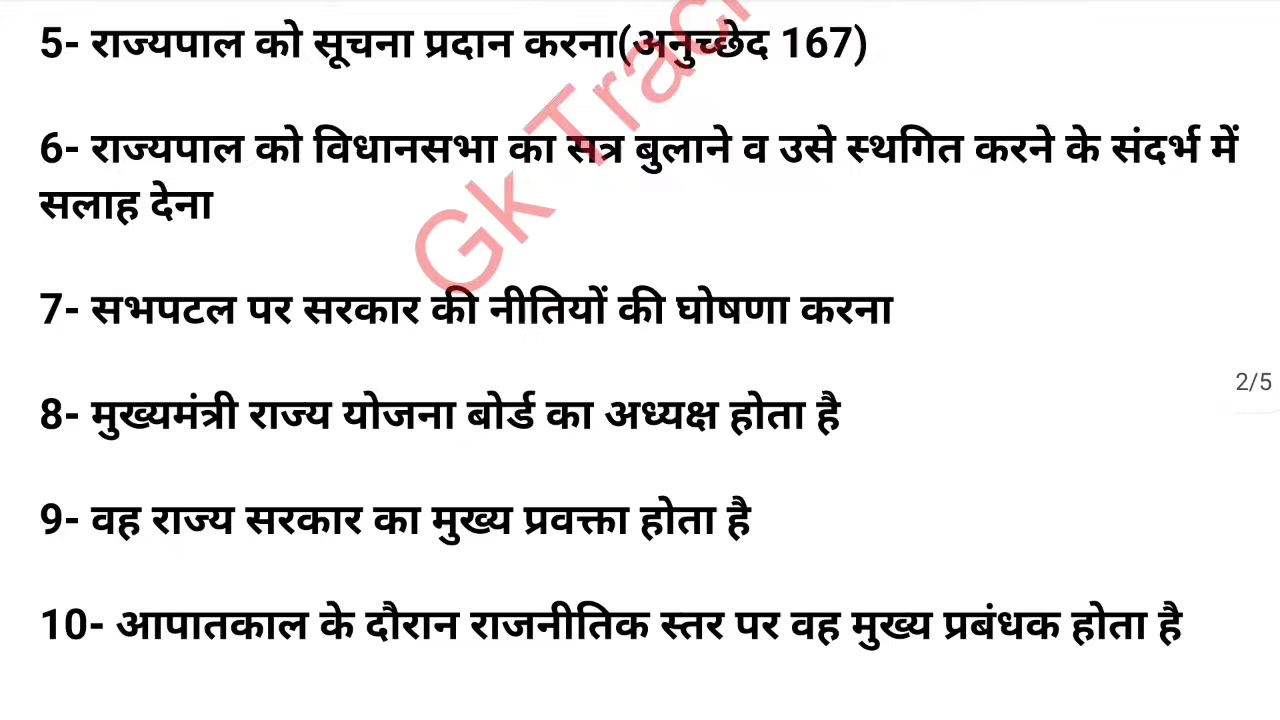 5- राज्यपाल को सूचना प्रदान करना(अनुच्छेद 167)
6- राज्यपाल को विधानसभा का सत्र बुलाने व उसे स्थगित करने के संदर्भ में
सलाह देना
7- सभपटल पर सरकार की नीतियों की घोषणा करना
2/5
8- मुख्यमंत्री राज्य योजना बोर्ड का अध्यक्ष होता है
9- वह राज्य सरकार का मुख्य प्रवक्ता होता है
10- आपातकाल के दौरान राजनीतिक स्तर पर वह मुख्य प्रबंधक होता है
Gk